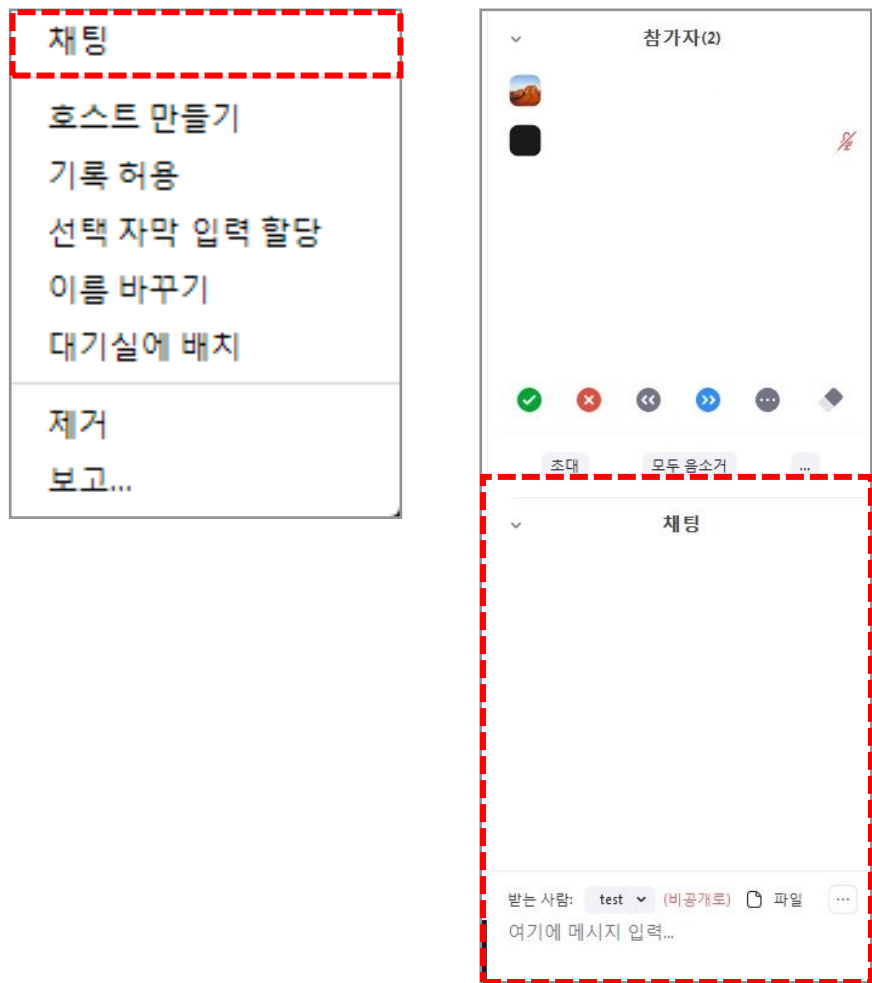 채팅
호스트 만들기
기록 허용
선택 자막 입력 할당
이름 바꾸기
대기실에 배치
제거
보고...
참가자(2)
초대 모두 음소거 ...
채팅
받는 사람: test (비공개로) 파일 ...
여기에 메시지 입력...